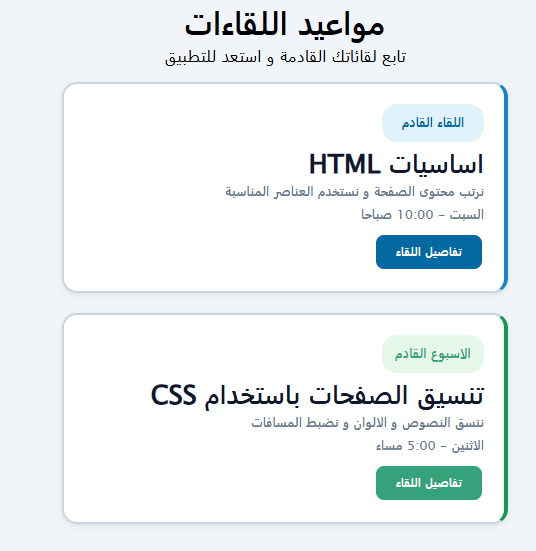 مواعيد اللقاءات
تابع لقائاتك القادمة و استعد للتطبيق
اللقاء القادم
اساسيات HTML
نرتب محتوى الصفحة و نستخدم العناصر المناسبة
السبت – 10:00 صباحا
تفاصيل اللقاء
الاسبوع القادم
تنسيق الصفحات باستخدام CSS
ننسق النصوص و الالوان و نضبط المسافات
الاثنين – 5:00 مساء
تفاصيل اللقاء